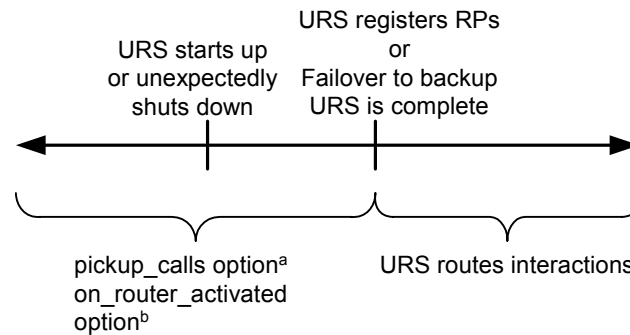 URS starts up
or unexpectedly
shuts down
URS registers RPs
or
Failover to backup
URS is complete
pickup_calls optionᵃ
on_router_activated
optionᵇ
URS routes interactions